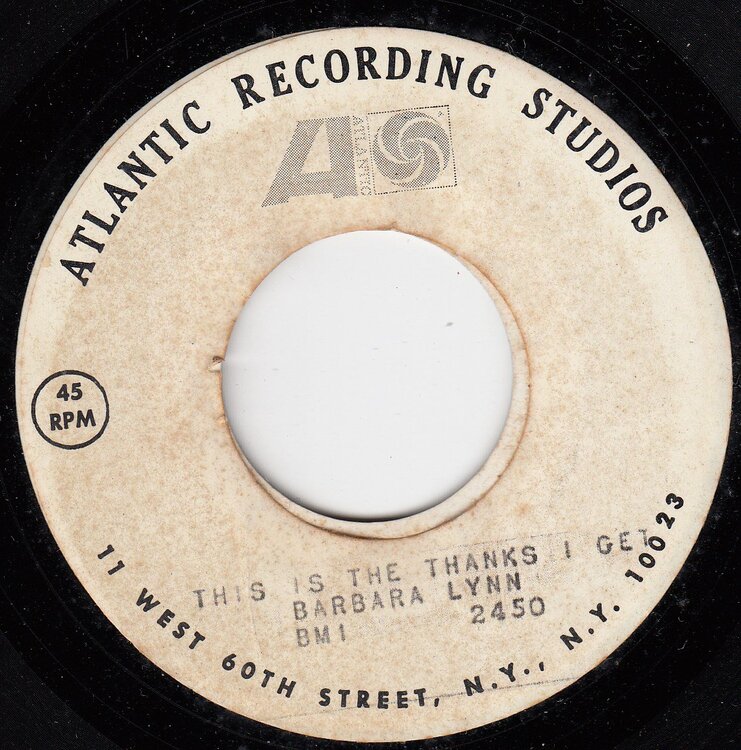 ATLANTIC RECORDING STUDIOS
ATLANTIC
45
RPM
THIS IS THE THANKS I GET
BARBARA LYNN
BMI 2450
11 WEST 60TH STREET, N.Y., N.Y. 10023